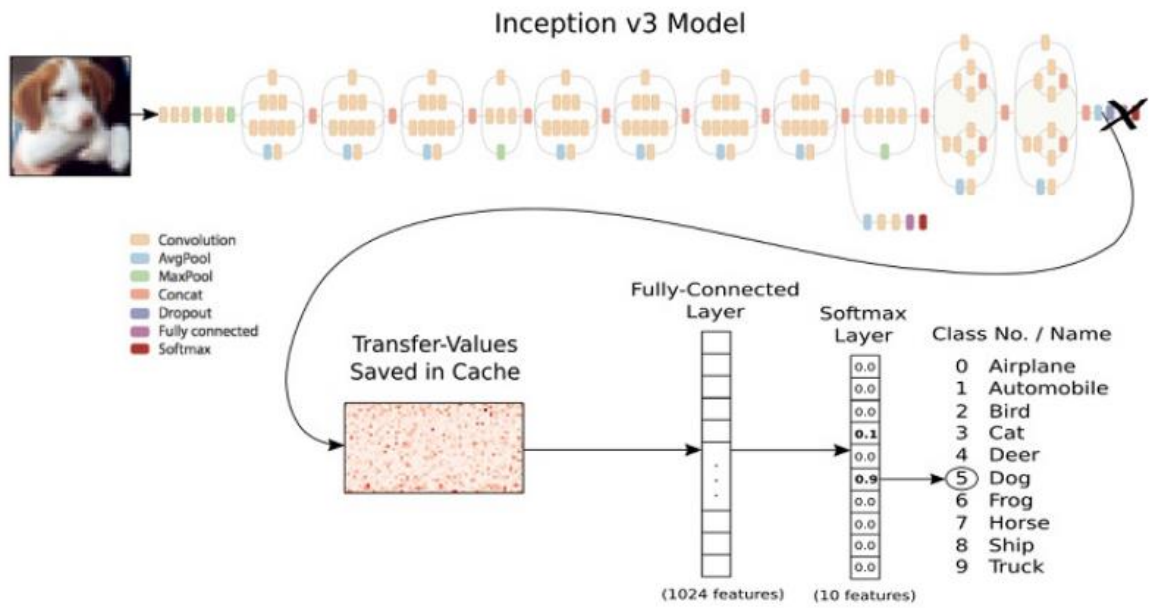 Inception v3 Model
Convolution
AvgPool
MaxPool
Concat
Dropout
Fully connected
Softmax
Transfer-Values
Saved in Cache
Fully-Connected
Layer
(1024 features)
Softmax
Layer
0.0
0.0
0.0
0.1
0.0
0.9
0.0
0.0
0.0
0.0
(10 features)
Class No. / Name
0 Airplane
1 Automobile
2 Bird
3 Cat
4 Deer
5 Dog
6 Frog
7 Horse
8 Ship
9 Truck